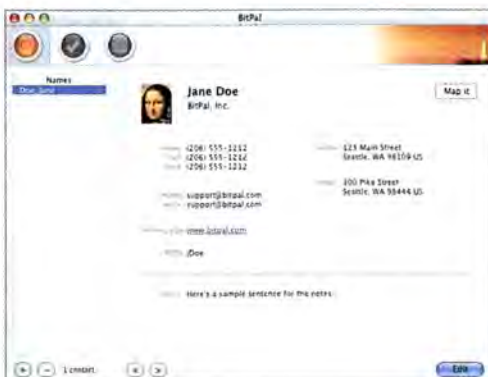 BitPal
Names
Doe, Jane
Jane Doe
BitPal, Inc.
Map it
(206) 555-1212
(206) 555-1212
(206) 555-1212
123 Main Street
Seattle, WA 98109 US
300 Pike Street
Seattle, WA 98444 US
support@bitpal.com
support@bitpal.com
www.bitpal.com
JDoe
Here's a sample sentence for the notes
1 contact
Edit